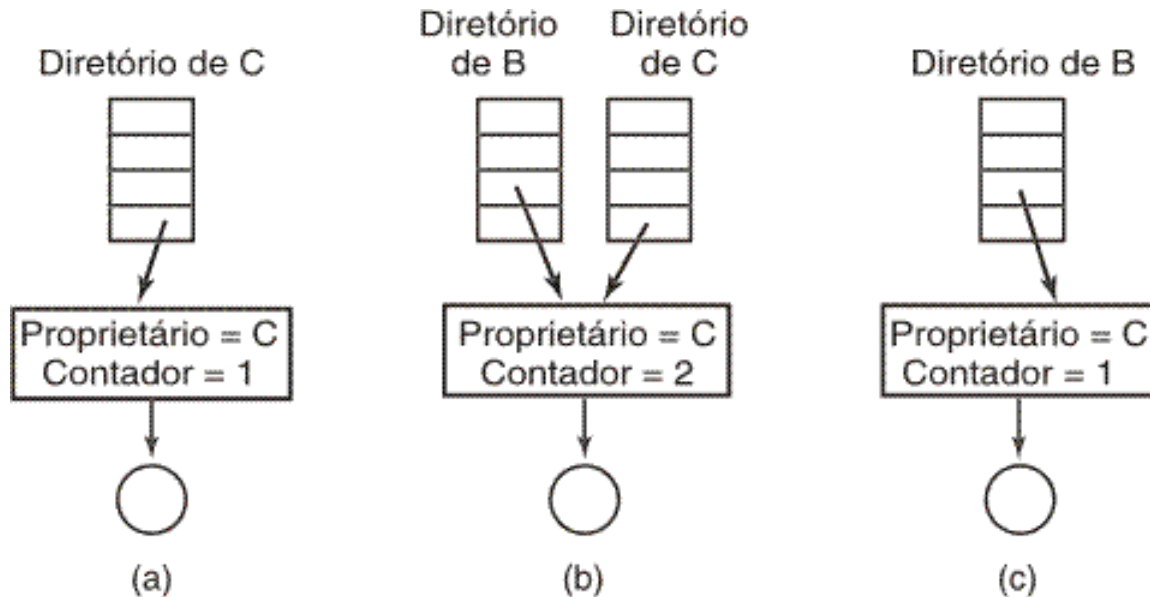 Diretório de C
Proprietário = C
Contador = 1
(a)
Diretório
de B
Diretório
de C
Proprietário = C
Contador = 2
(b)
Diretório de B
Proprietário = C
Contador = 1
(c)